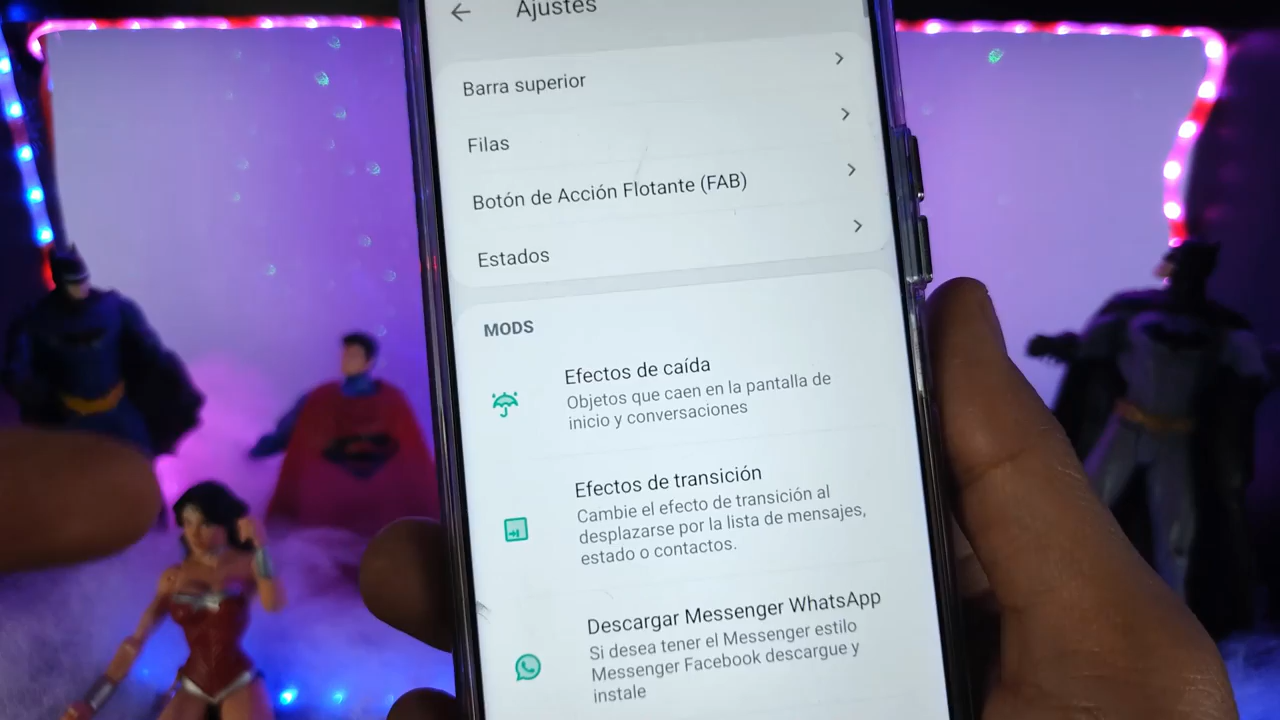 Ajustes
Barra superior
Filas
Botón de Acción Flotante (FAB)
Estados
MODS
Efectos de caída
Objetos que caen en la pantalla de
inicio y conversaciones
Efectos de transición
Cambie el efecto de transición al
desplazarse por la lista de mensajes,
estado o contactos.
Descargar Messenger WhatsApp
Si desea tener el Messenger estilo
Messenger Facebook descargue y
instale